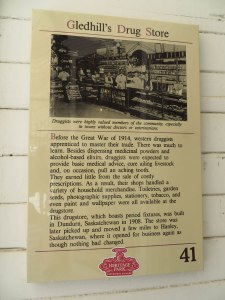 Gledhill's Drug Store
Druggists were highly valued members of the community, especially
in towns without doctors or veterinarians.
Before the Great War of 1914, western druggists
apprenticed to master their trade. There was much to
learn. Besides dispensing medicinal powders and
alcohol-based elixirs, druggists were expected to
provide basic medical advice, cure ailing livestock
and, on occasion, pull an aching tooth.
They earned little from the sale of costly
prescriptions. As a result, their shops handled a
variety of household merchandise. Toiletries, garden
seeds, photographic supplies, stationery, tobacco, and
even paint and wallpaper were all available at the
drugstore.
This drugstore, which boasts period fixtures, was built
in Dundurn, Saskatchewan in 1908. The store was
later picked up and moved a few miles to Hanley,
Saskatchewan, where it opened for business again as
though nothing had changed.
HERITAGE
PARK
41